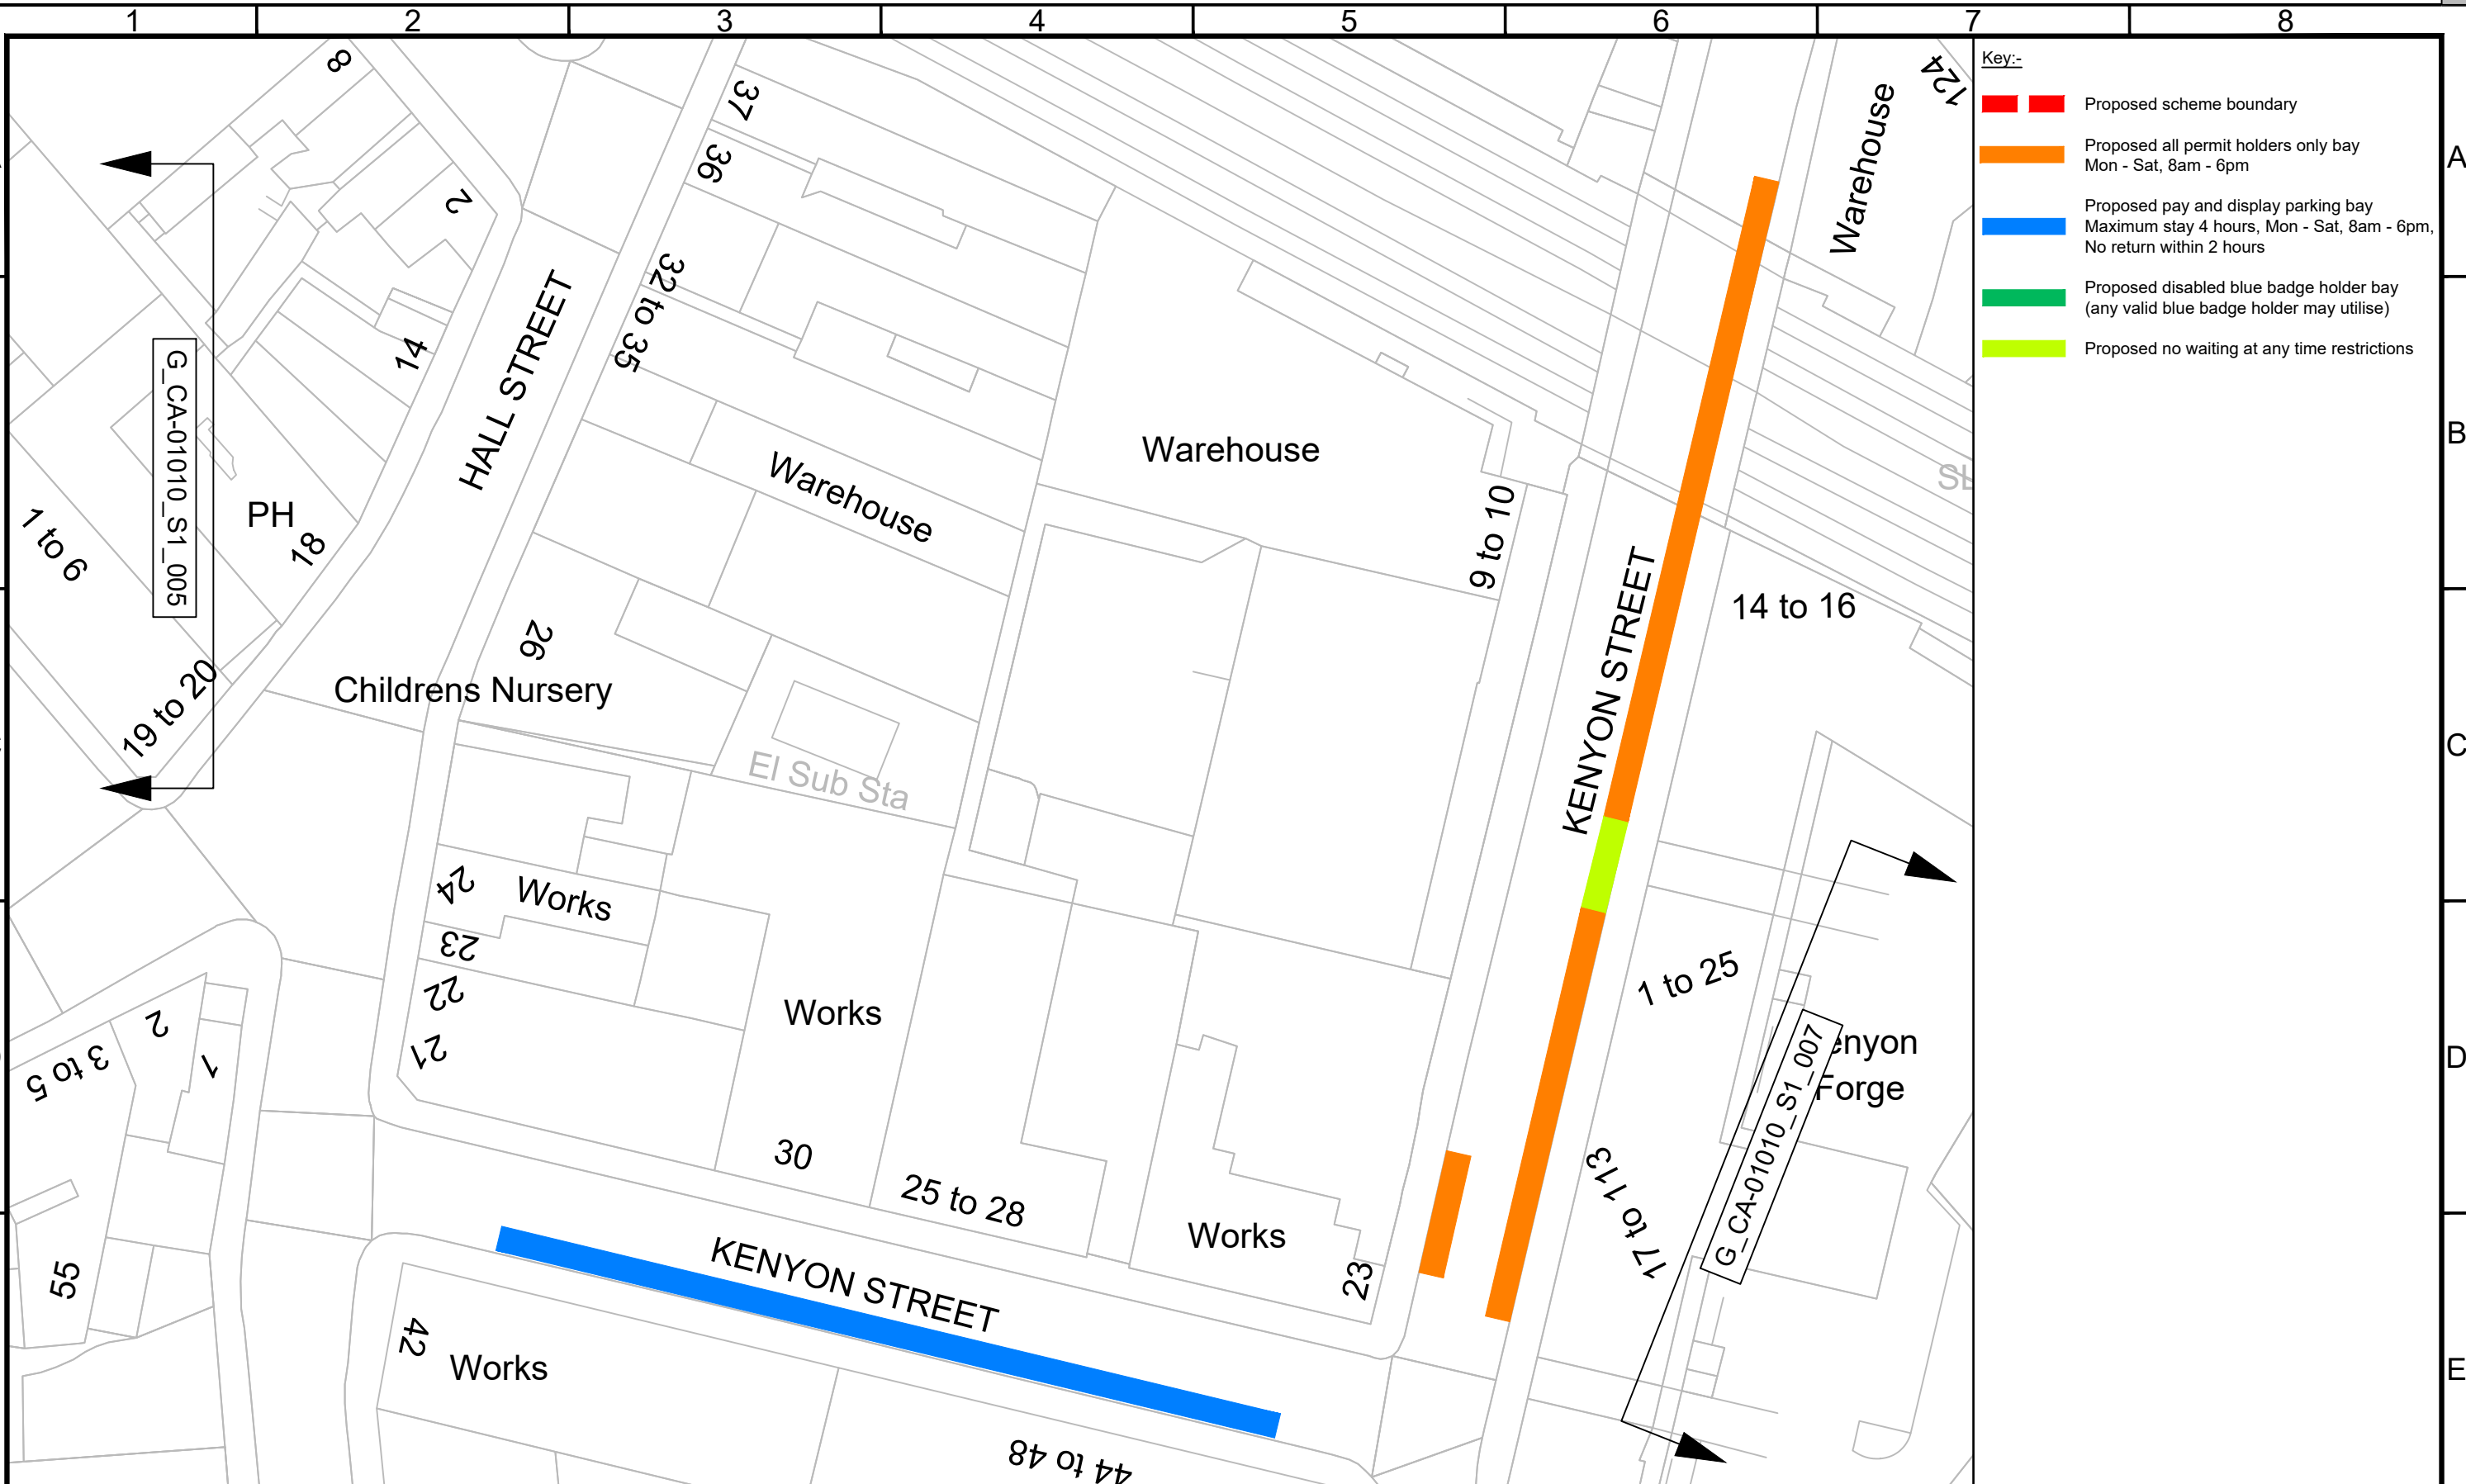 1 2 3 4 5 6 7 8
A
B
C
D
E
Key:-
Proposed scheme boundary
Proposed all permit holders only bay
Mon - Sat, 8am - 6pm
Proposed pay and display parking bay
Maximum stay 4 hours, Mon - Sat, 8am - 6pm,
No return within 2 hours
Proposed disabled blue badge holder bay
(any valid blue badge holder may utilise)
Proposed no waiting at any time restrictions
8
2
14
18
PH
1 to 6
19 to 20
G_CA-01010_S1_005
HALL STREET
37
36
32 to 35
Warehouse
Warehouse
Warehouse
124
26
Childrens Nursery
El Sub Sta
9 to 10
KENYON STREET
14 to 16
24
Works
23
22
21
Works
30
25 to 28
Works
23
1 to 25
enyon
Forge
G_CA-01010_S1_007
17 to 113
2
1
3 to 5
55
KENYON STREET
42
Works
44 to 48